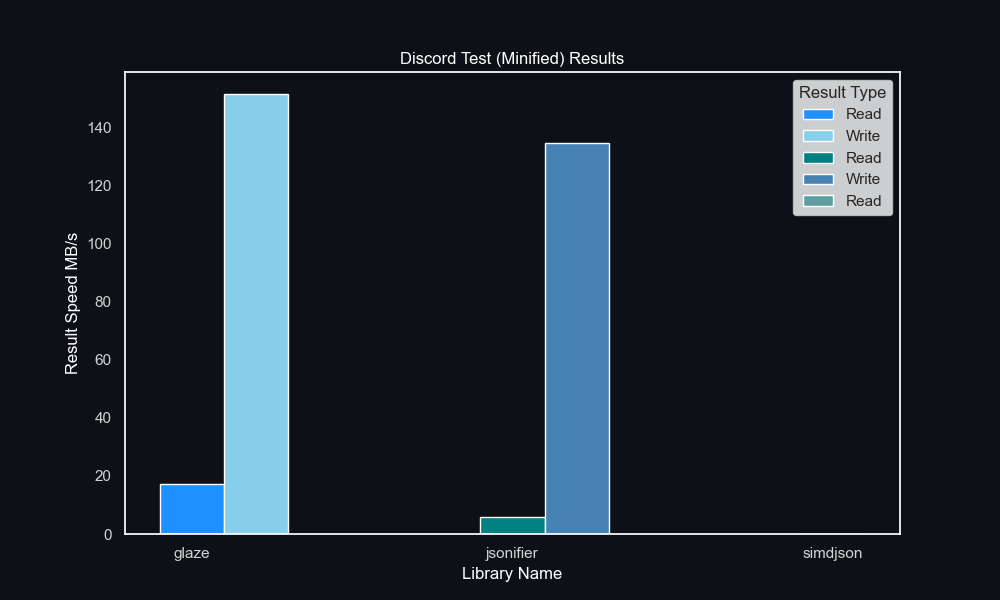 Discord Test (Minified) Results
Result Type
Read
Write
Read
Write
Read
Result Speed MB/s
140
120
100
80
60
40
20
0
glaze
jsonifier
simdjson
Library Name